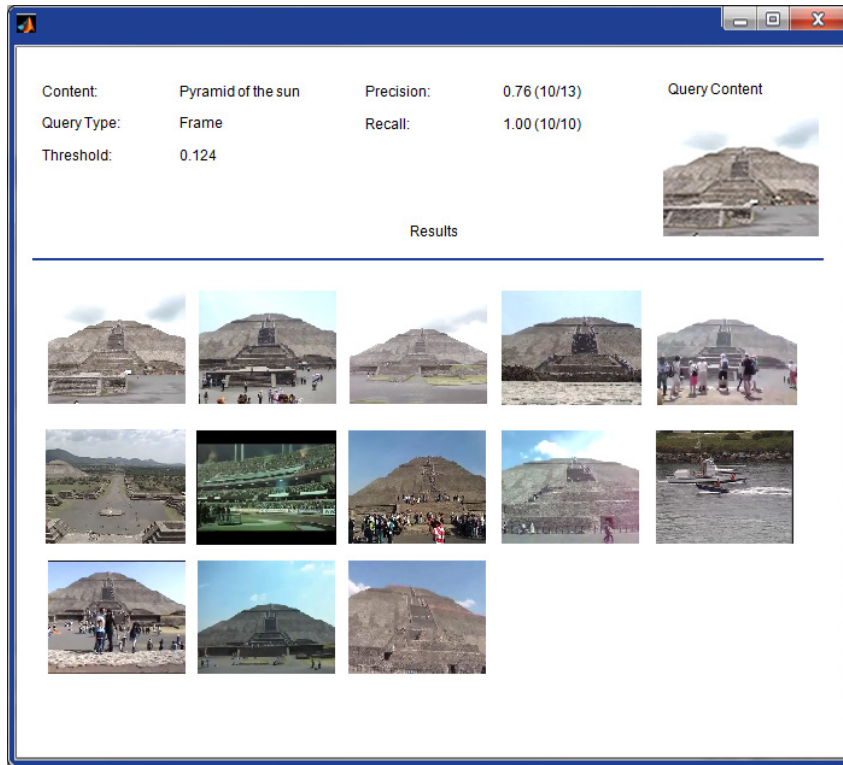 Content: Pyramid of the sun Precision: 0.76 (10/13) Query Content
Query Type: Frame Recall: 1.00 (10/10)
Threshold: 0.124
Results